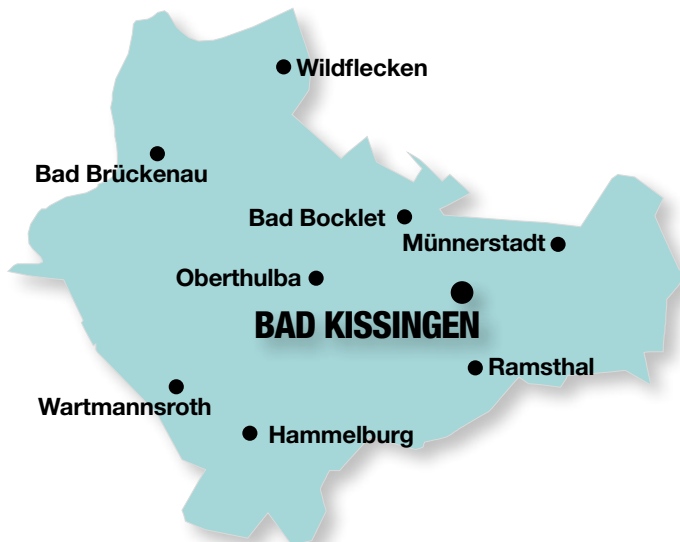 Wildflecken
Bad Brückenau
Bad Bocklet
Münnerstadt
Oberthulba
BAD KISSINGEN
Ramsthal
Wartmannsroth
Hammelburg